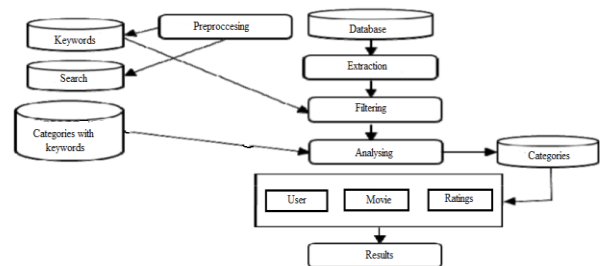 Preproccesing
Database
Keywords
Extraction
Search
Filtering
Categories with
keywords
Analysing
Categories
User
Movie
Ratings
Results